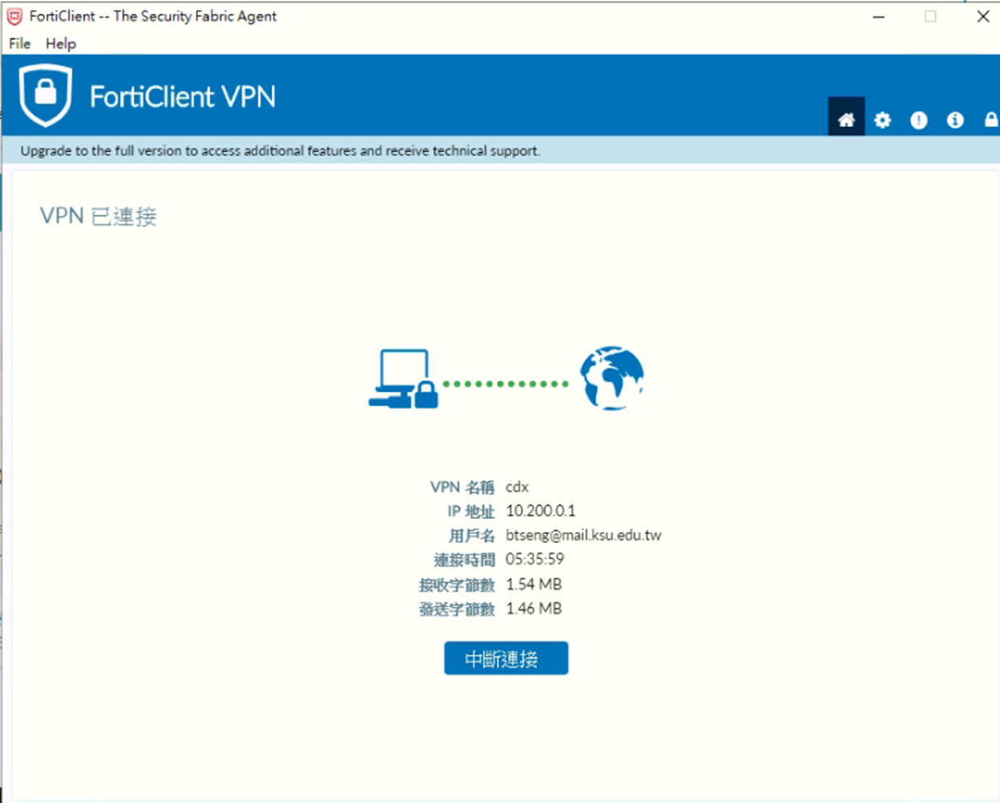 FortiClient -- The Security Fabric Agent
File Help
FortiClient VPN
Upgrade to the full version to access additional features and receive technical support.
VPN 已連接
VPN 名稱 cdx
IP 地址 10.200.0.1
用戶名 btseng@mail.ksu.edu.tw
連接時間 05:35:59
接收字節數 1.54 MB
發送字節數 1.46 MB
中斷連接